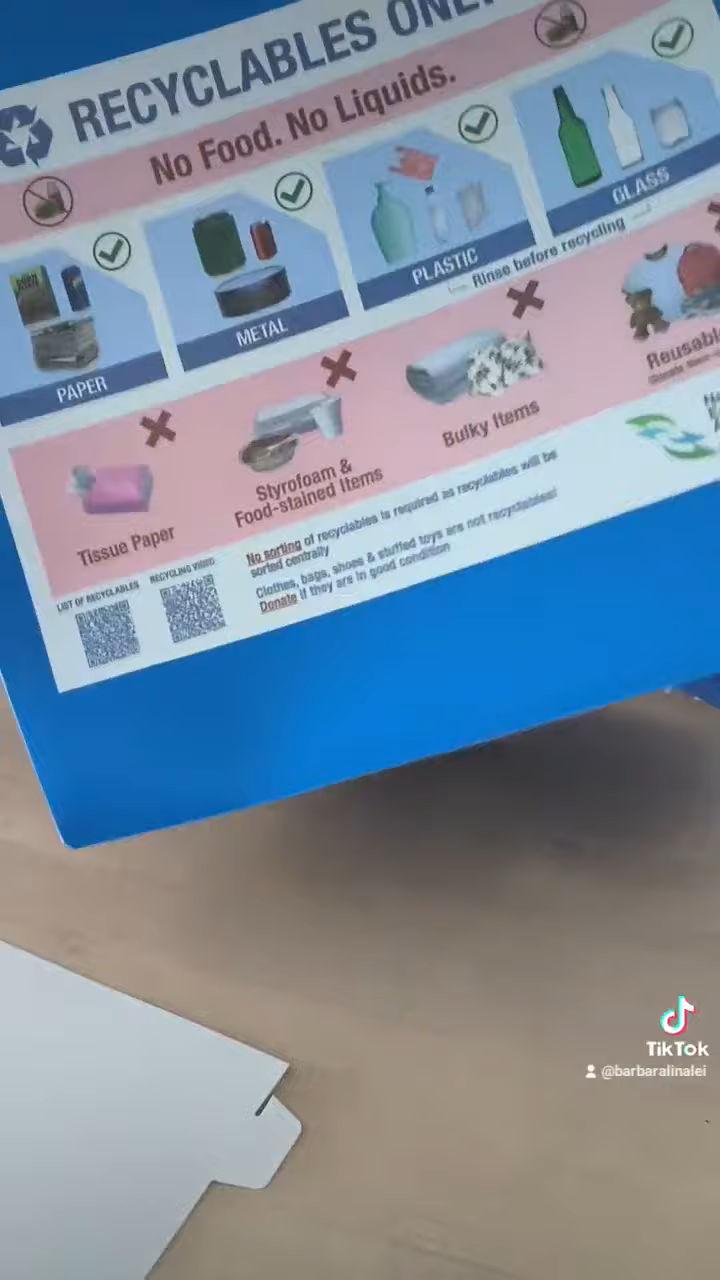 RECYCLABLES ONLY
No Food. No Liquids.
PAPER
METAL
PLASTIC
GLASS
Rinse before recycling
Tissue Paper
Styrofoam &
Food-stained Items
Bulky Items
Reusabl
LIST OF RECYCLABLES
RECYCLING VIDEO
No sorting of recyclables is required as recyclables will be
sorted centrally
Clothes, bags, shoes & stuffed toys are not recyclables!
Donate if they are in good condition
TikTok
@barbaralinalei